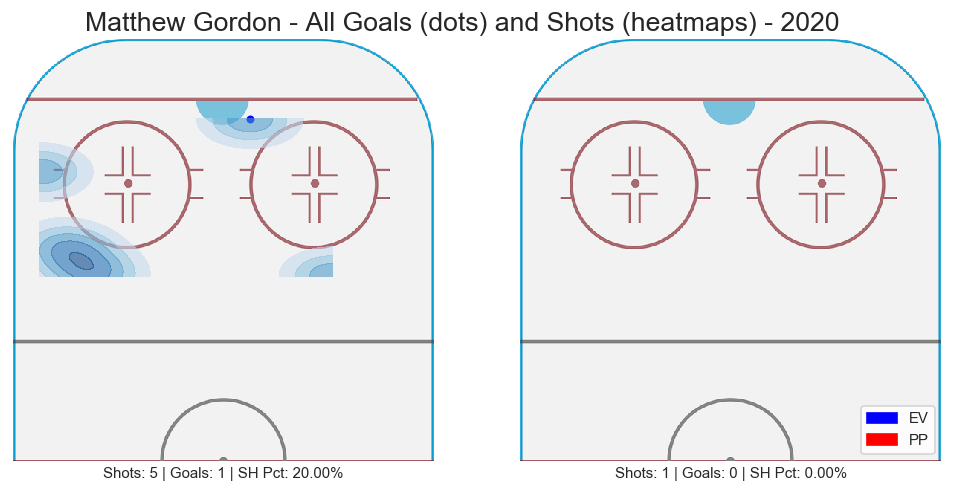 Matthew Gordon - All Goals (dots) and Shots (heatmaps) - 2020
EV
PP
Shots: 5 | Goals: 1 | SH Pct: 20.00%
Shots: 1 | Goals: 0 | SH Pct: 0.00%